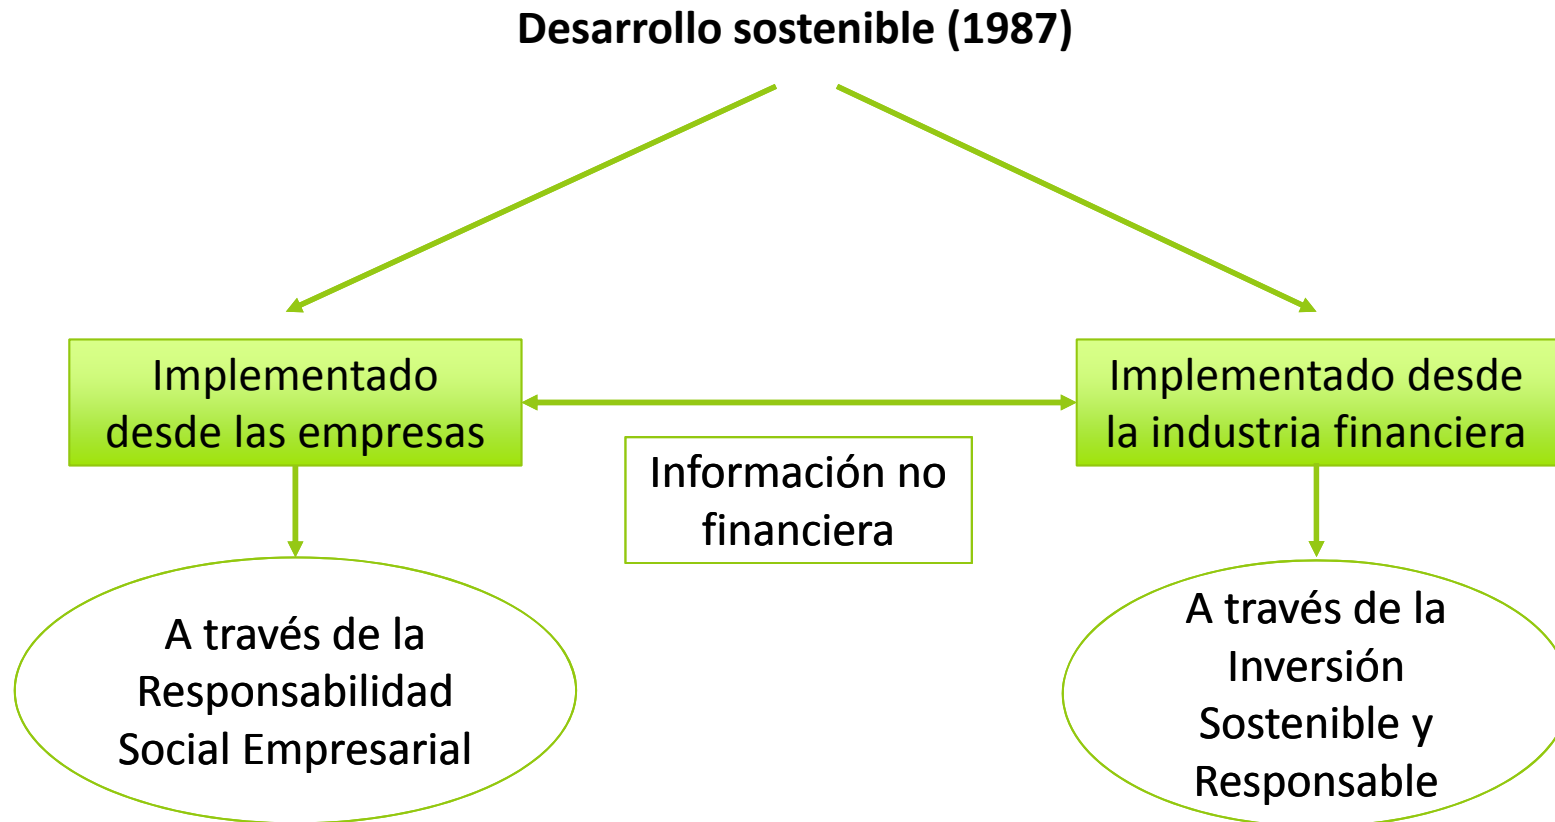 Desarrollo sostenible (1987)
Implementado
desde las empresas
Implementado desde
la industria financiera
Información no
financiera
A través de la
Responsabilidad
Social Empresarial
A través de la
Inversión
Sostenible y
Responsable